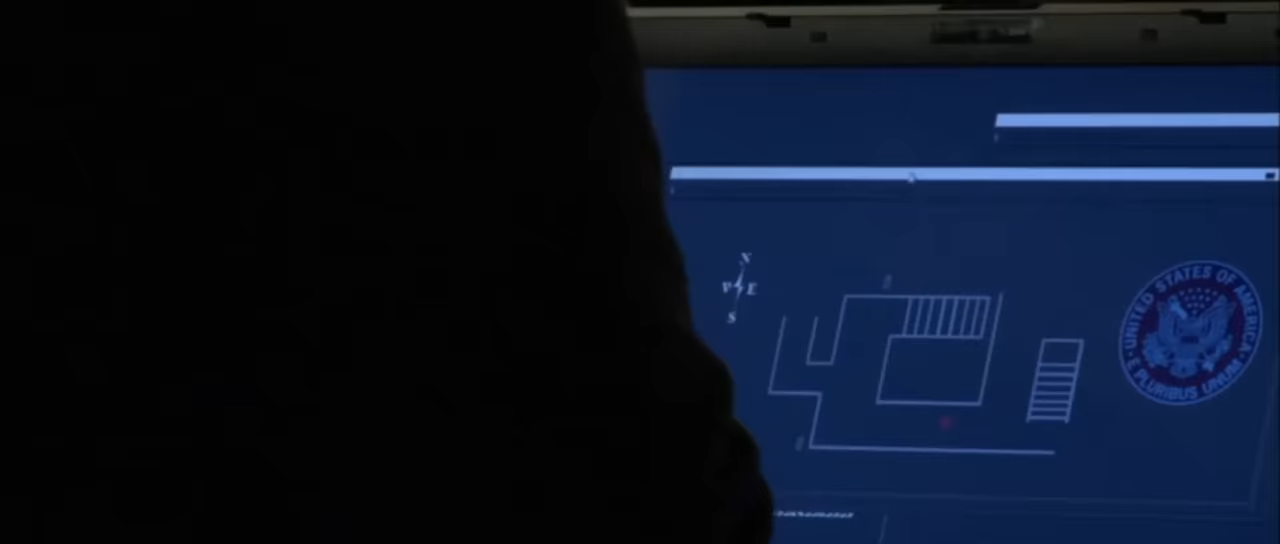 N
E
S
UNITED STATES OF AMERICA
E PLURIBUS UNUM